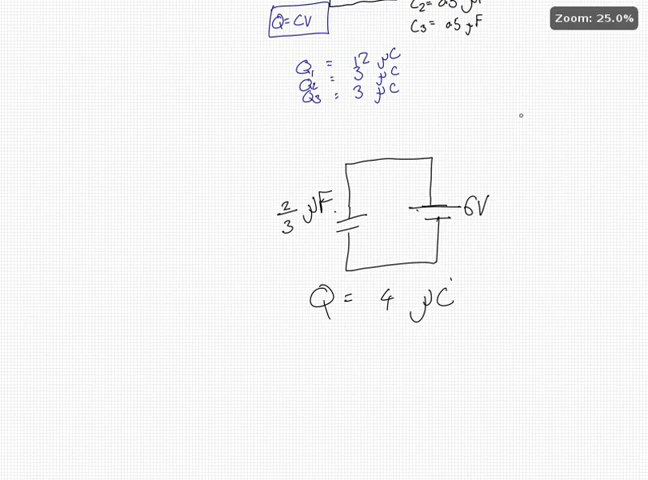 Zoom: 25.0%
Q=CV
C3= 0.5 μF
Q1 = 12 μC
Q2 = 3 μC
Q3 = 3 μC
2/3 μF
6V
Q = 4 μC